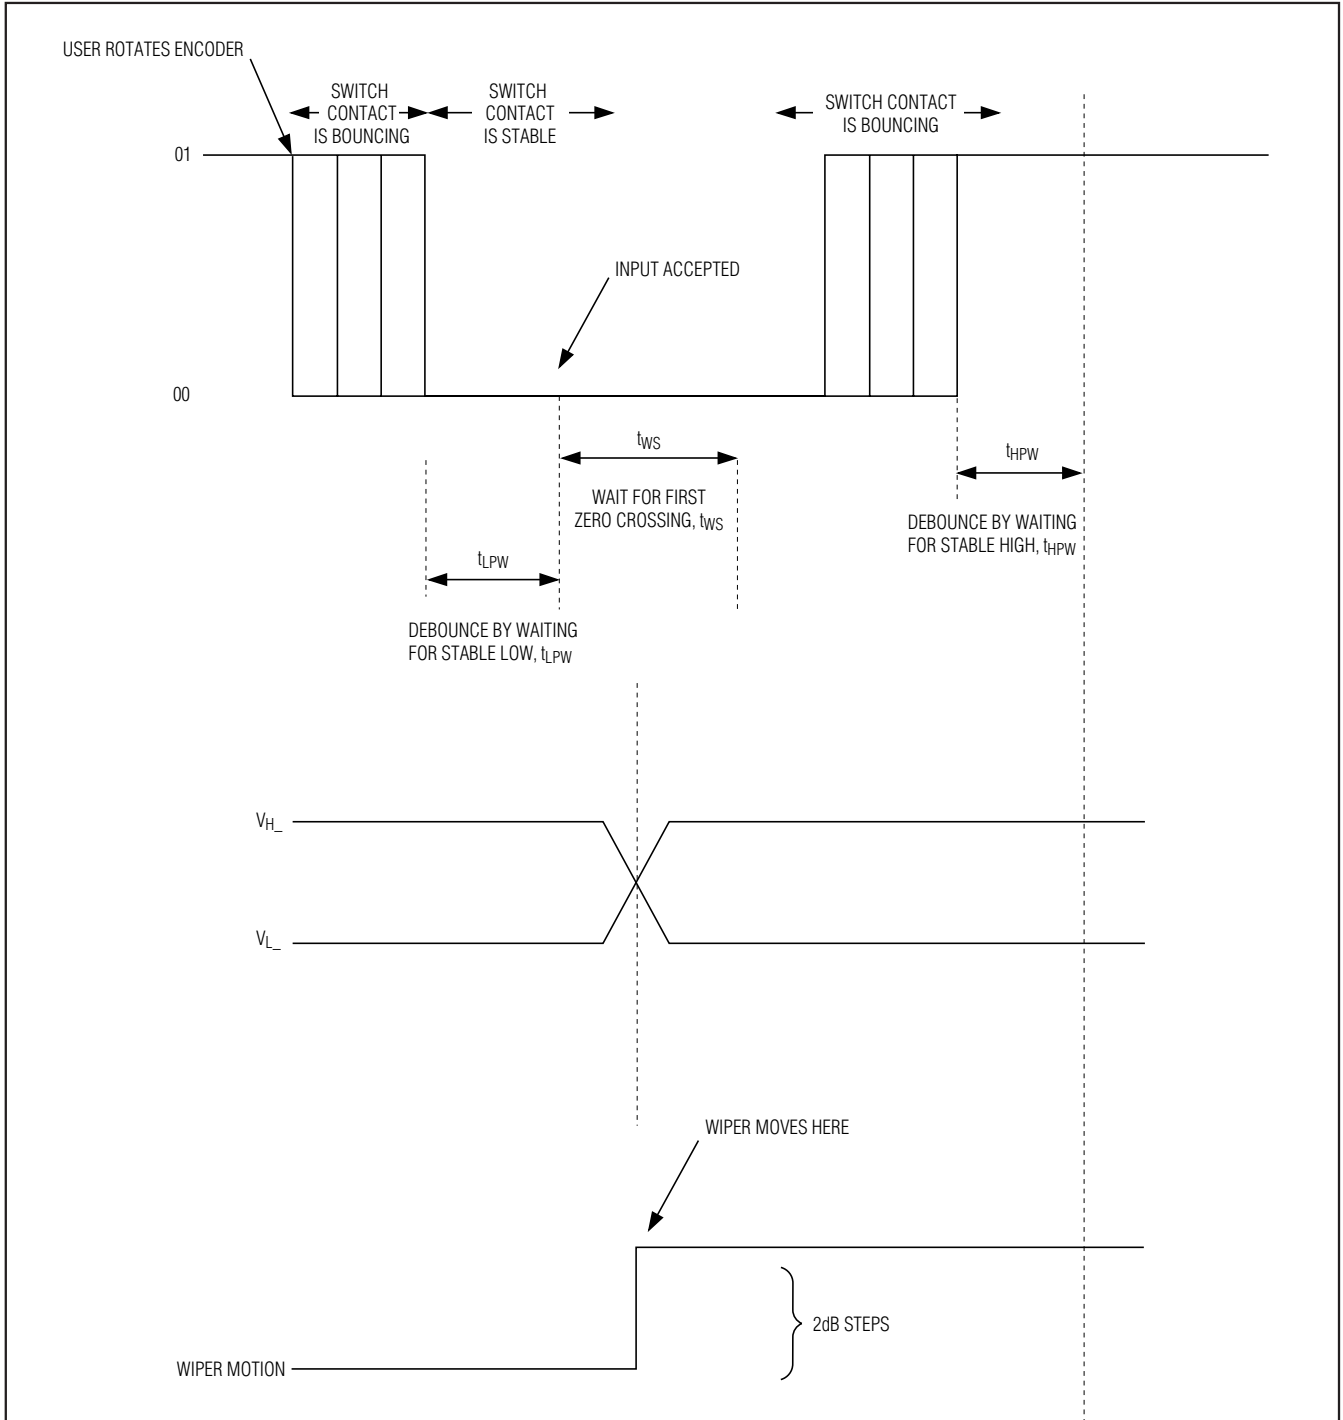 USER ROTATES ENCODER
SWITCH
CONTACT
IS BOUNCING
SWITCH
CONTACT
IS STABLE
SWITCH CONTACT
IS BOUNCING
01
INPUT ACCEPTED
00
tWS
WAIT FOR FIRST
ZERO CROSSING, tWS
tHPW
DEBOUNCE BY WAITING
FOR STABLE HIGH, tHPW
tLPW
DEBOUNCE BY WAITING
FOR STABLE LOW, tLPW
VH_
VL_
WIPER MOVES HERE
2dB STEPS
WIPER MOTION